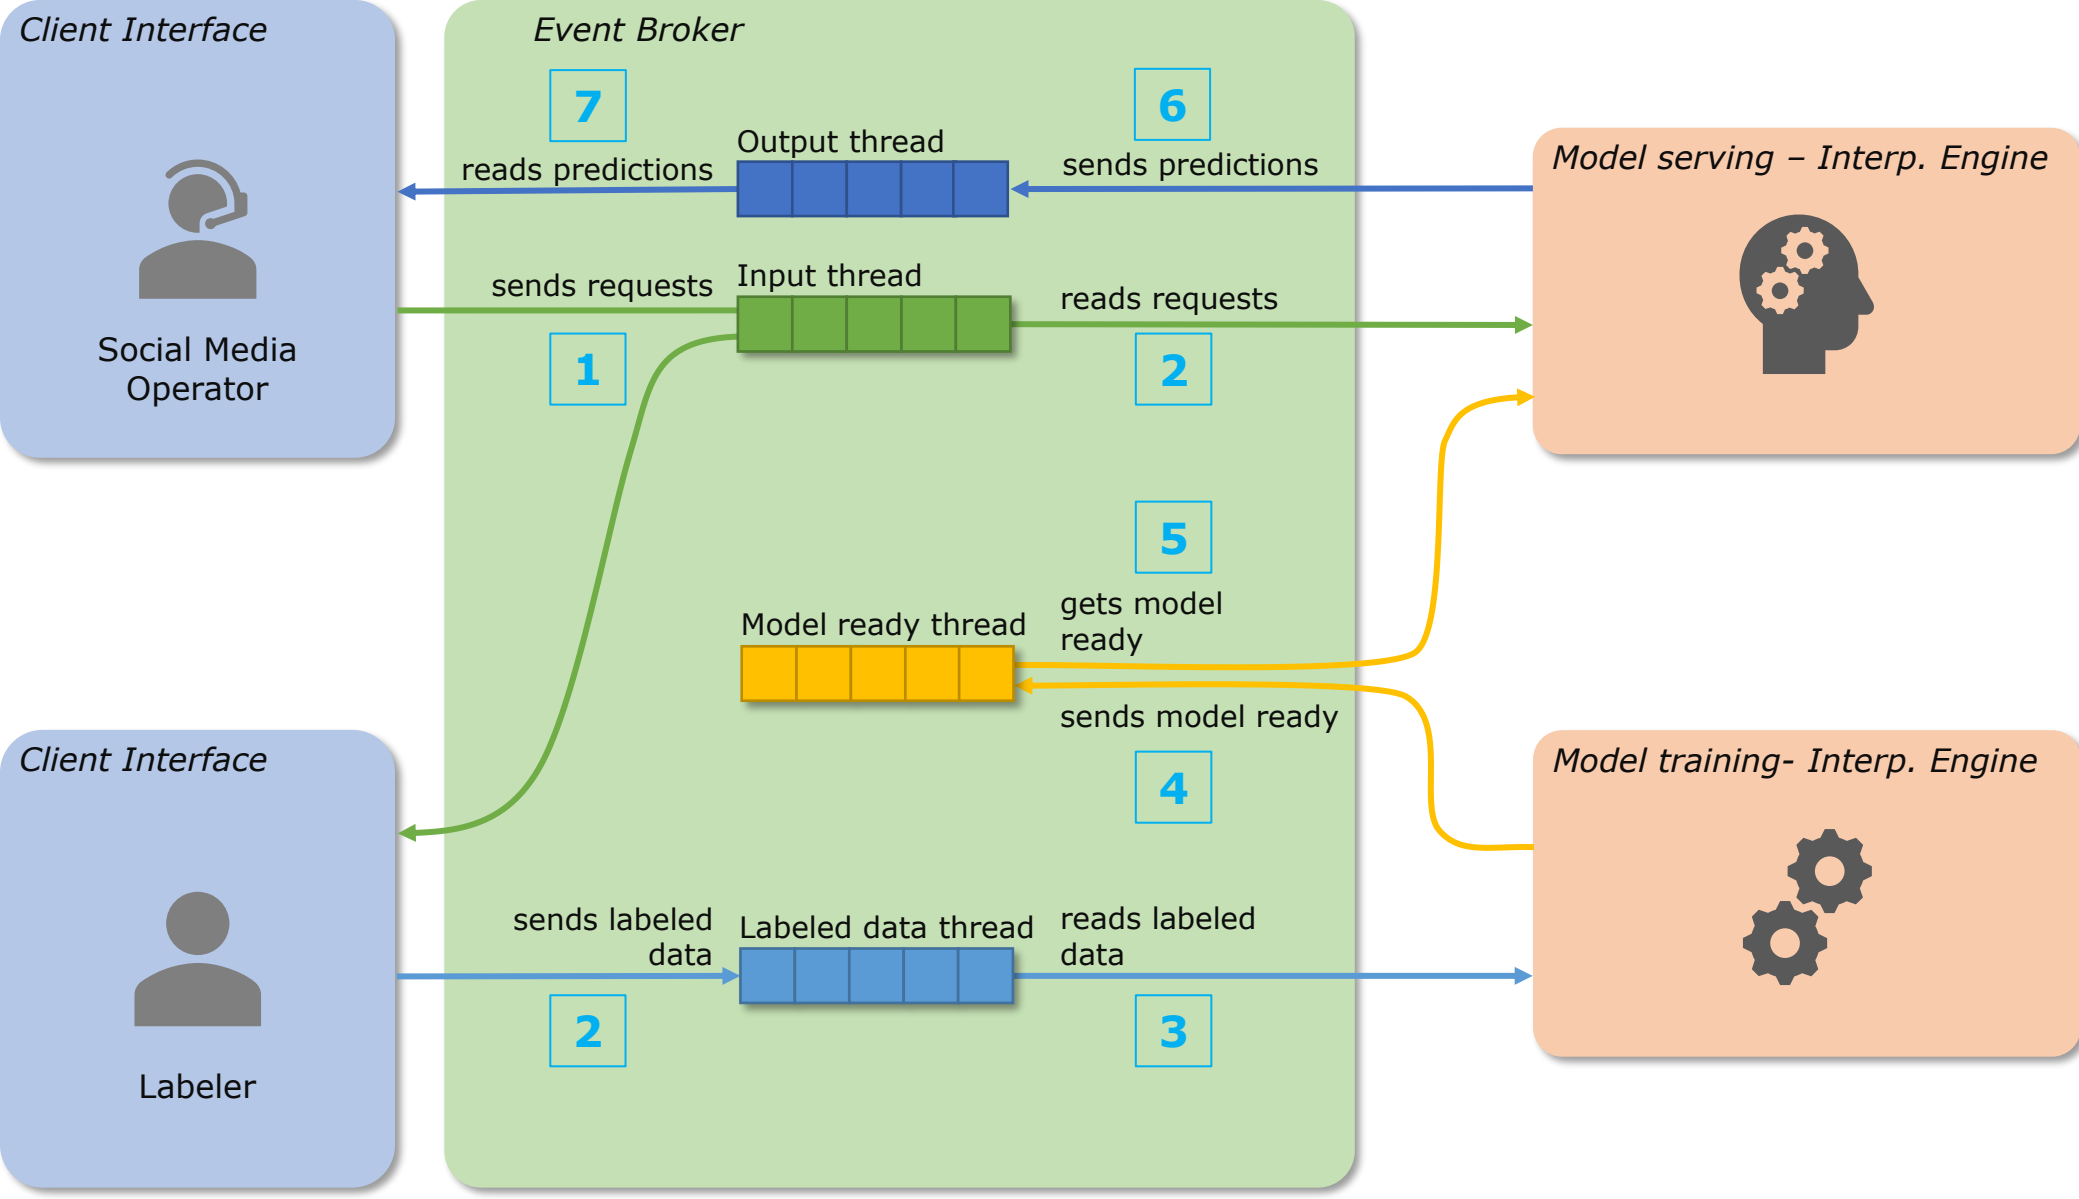 Client Interface
Social Media
Operator
Event Broker
7
6
Output thread
reads predictions
sends predictions
Input thread
sends requests
reads requests
1
2
5
gets model
ready
Model ready thread
sends model ready
4
sends labeled
data
Labeled data thread
reads labeled
data
2
3
Client Interface
Labeler
Model serving – Interp. Engine
Model training- Interp. Engine